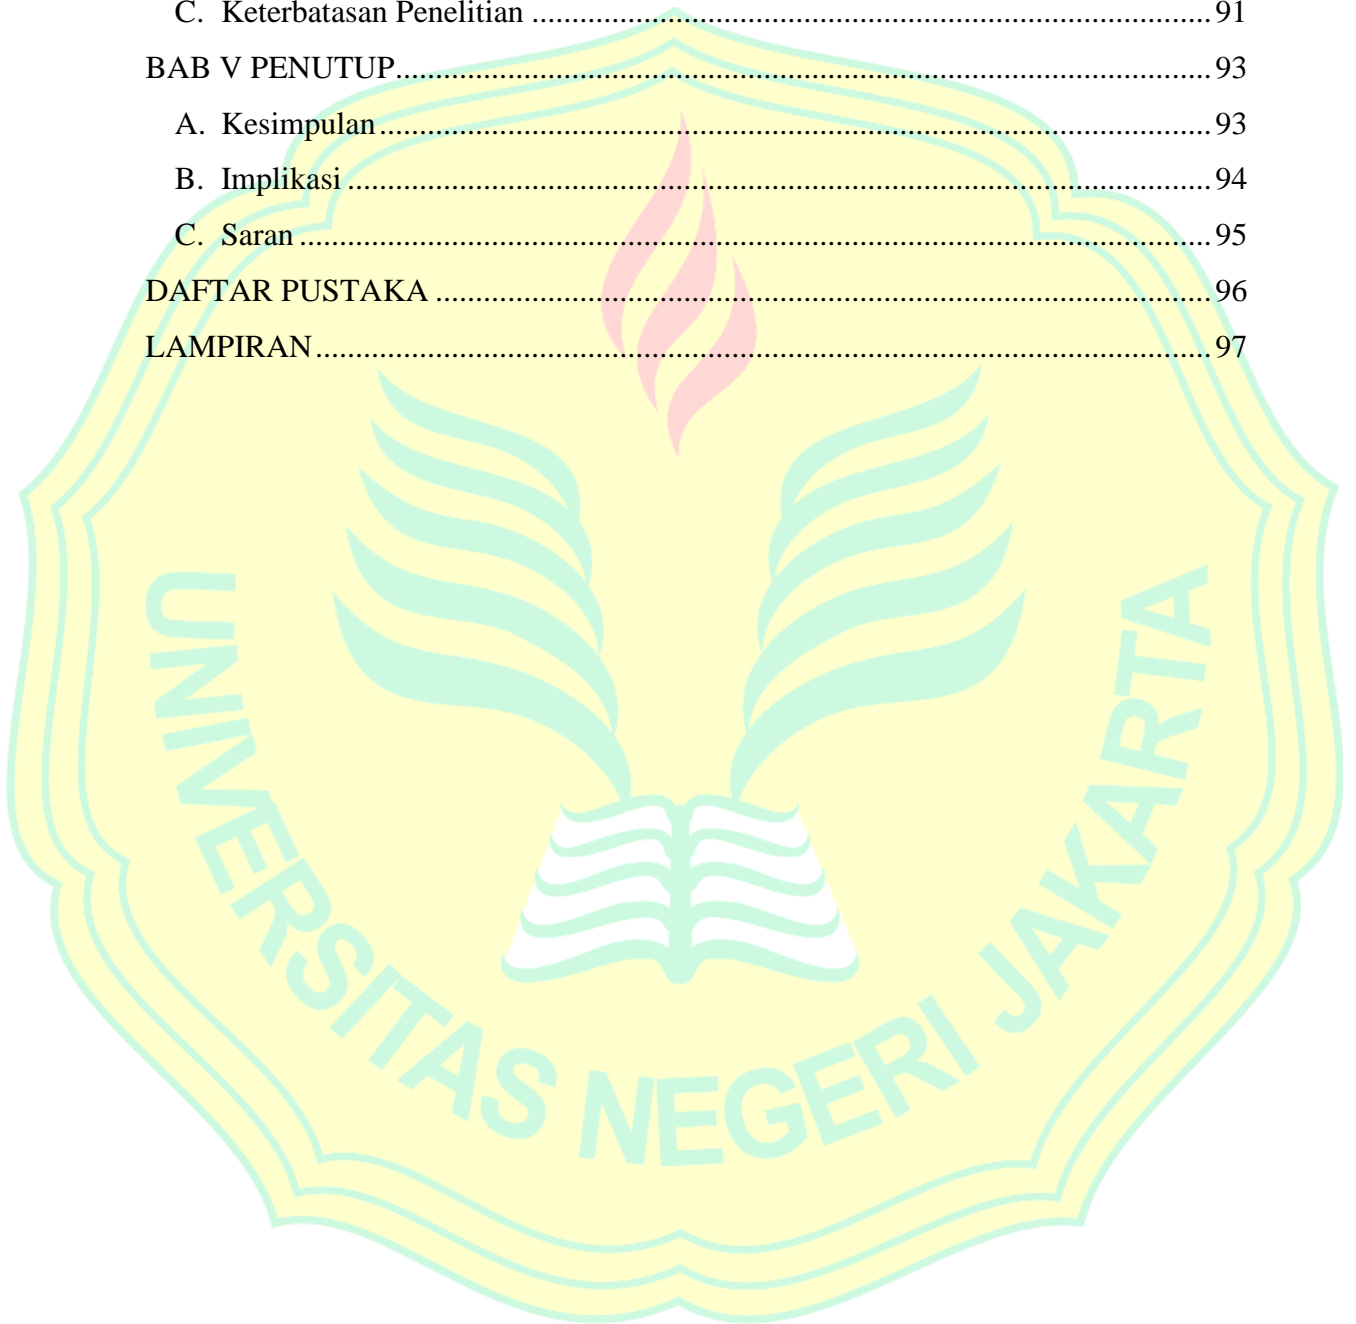 C. Keterbatasan Penelitian ..................................................................................... 91
BAB V PENUTUP...................................................................................................... 93
A. Kesimpulan........................................................................................................ 93
B. Implikasi ............................................................................................................ 94
C. Saran .................................................................................................................. 95
DAFTAR PUSTAKA ................................................................................................. 96
LAMPIRAN................................................................................................................ 97
UNIVERSITAS NEGERI JAKARTA